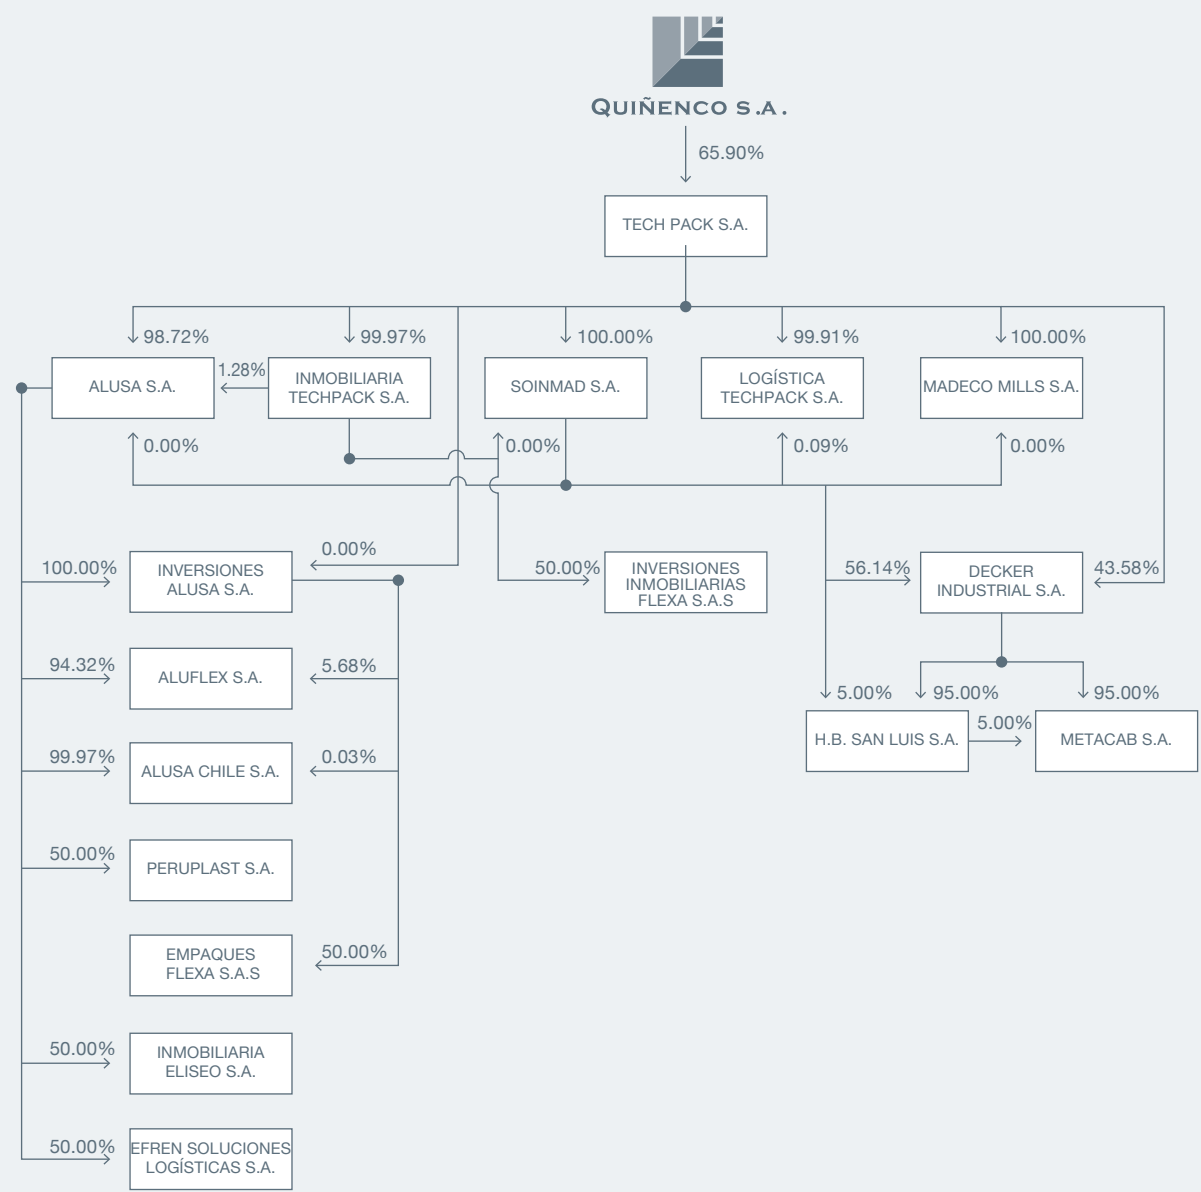 QUIÑENCO S.A.
65.90%
TECH PACK S.A.
98.72%
99.97%
100.00%
99.91%
100.00%
ALUSA S.A.
1.28%
INMOBILIARIA
TECHPACK S.A.
SOINMAD S.A.
LOGÍSTICA
TECHPACK S.A.
MADECO MILLS S.A.
0.00%
0.00%
0.09%
0.00%
100.00%
INVERSIONES
ALUSA S.A.
0.00%
50.00%
INVERSIONES
INMOBILIARIAS
FLEXA S.A.S
56.14%
DECKER
INDUSTRIAL S.A.
43.58%
94.32%
ALUFLEX S.A.
5.68%
5.00%
95.00%
95.00%
H.B. SAN LUIS S.A.
5.00%
METACAB S.A.
99.97%
ALUSA CHILE S.A.
0.03%
50.00%
PERUPLAST S.A.
EMPAQUES
FLEXA S.A.S
50.00%
50.00%
INMOBILIARIA
ELISEO S.A.
50.00%
EFREN SOLUCIONES
LOGÍSTICAS S.A.